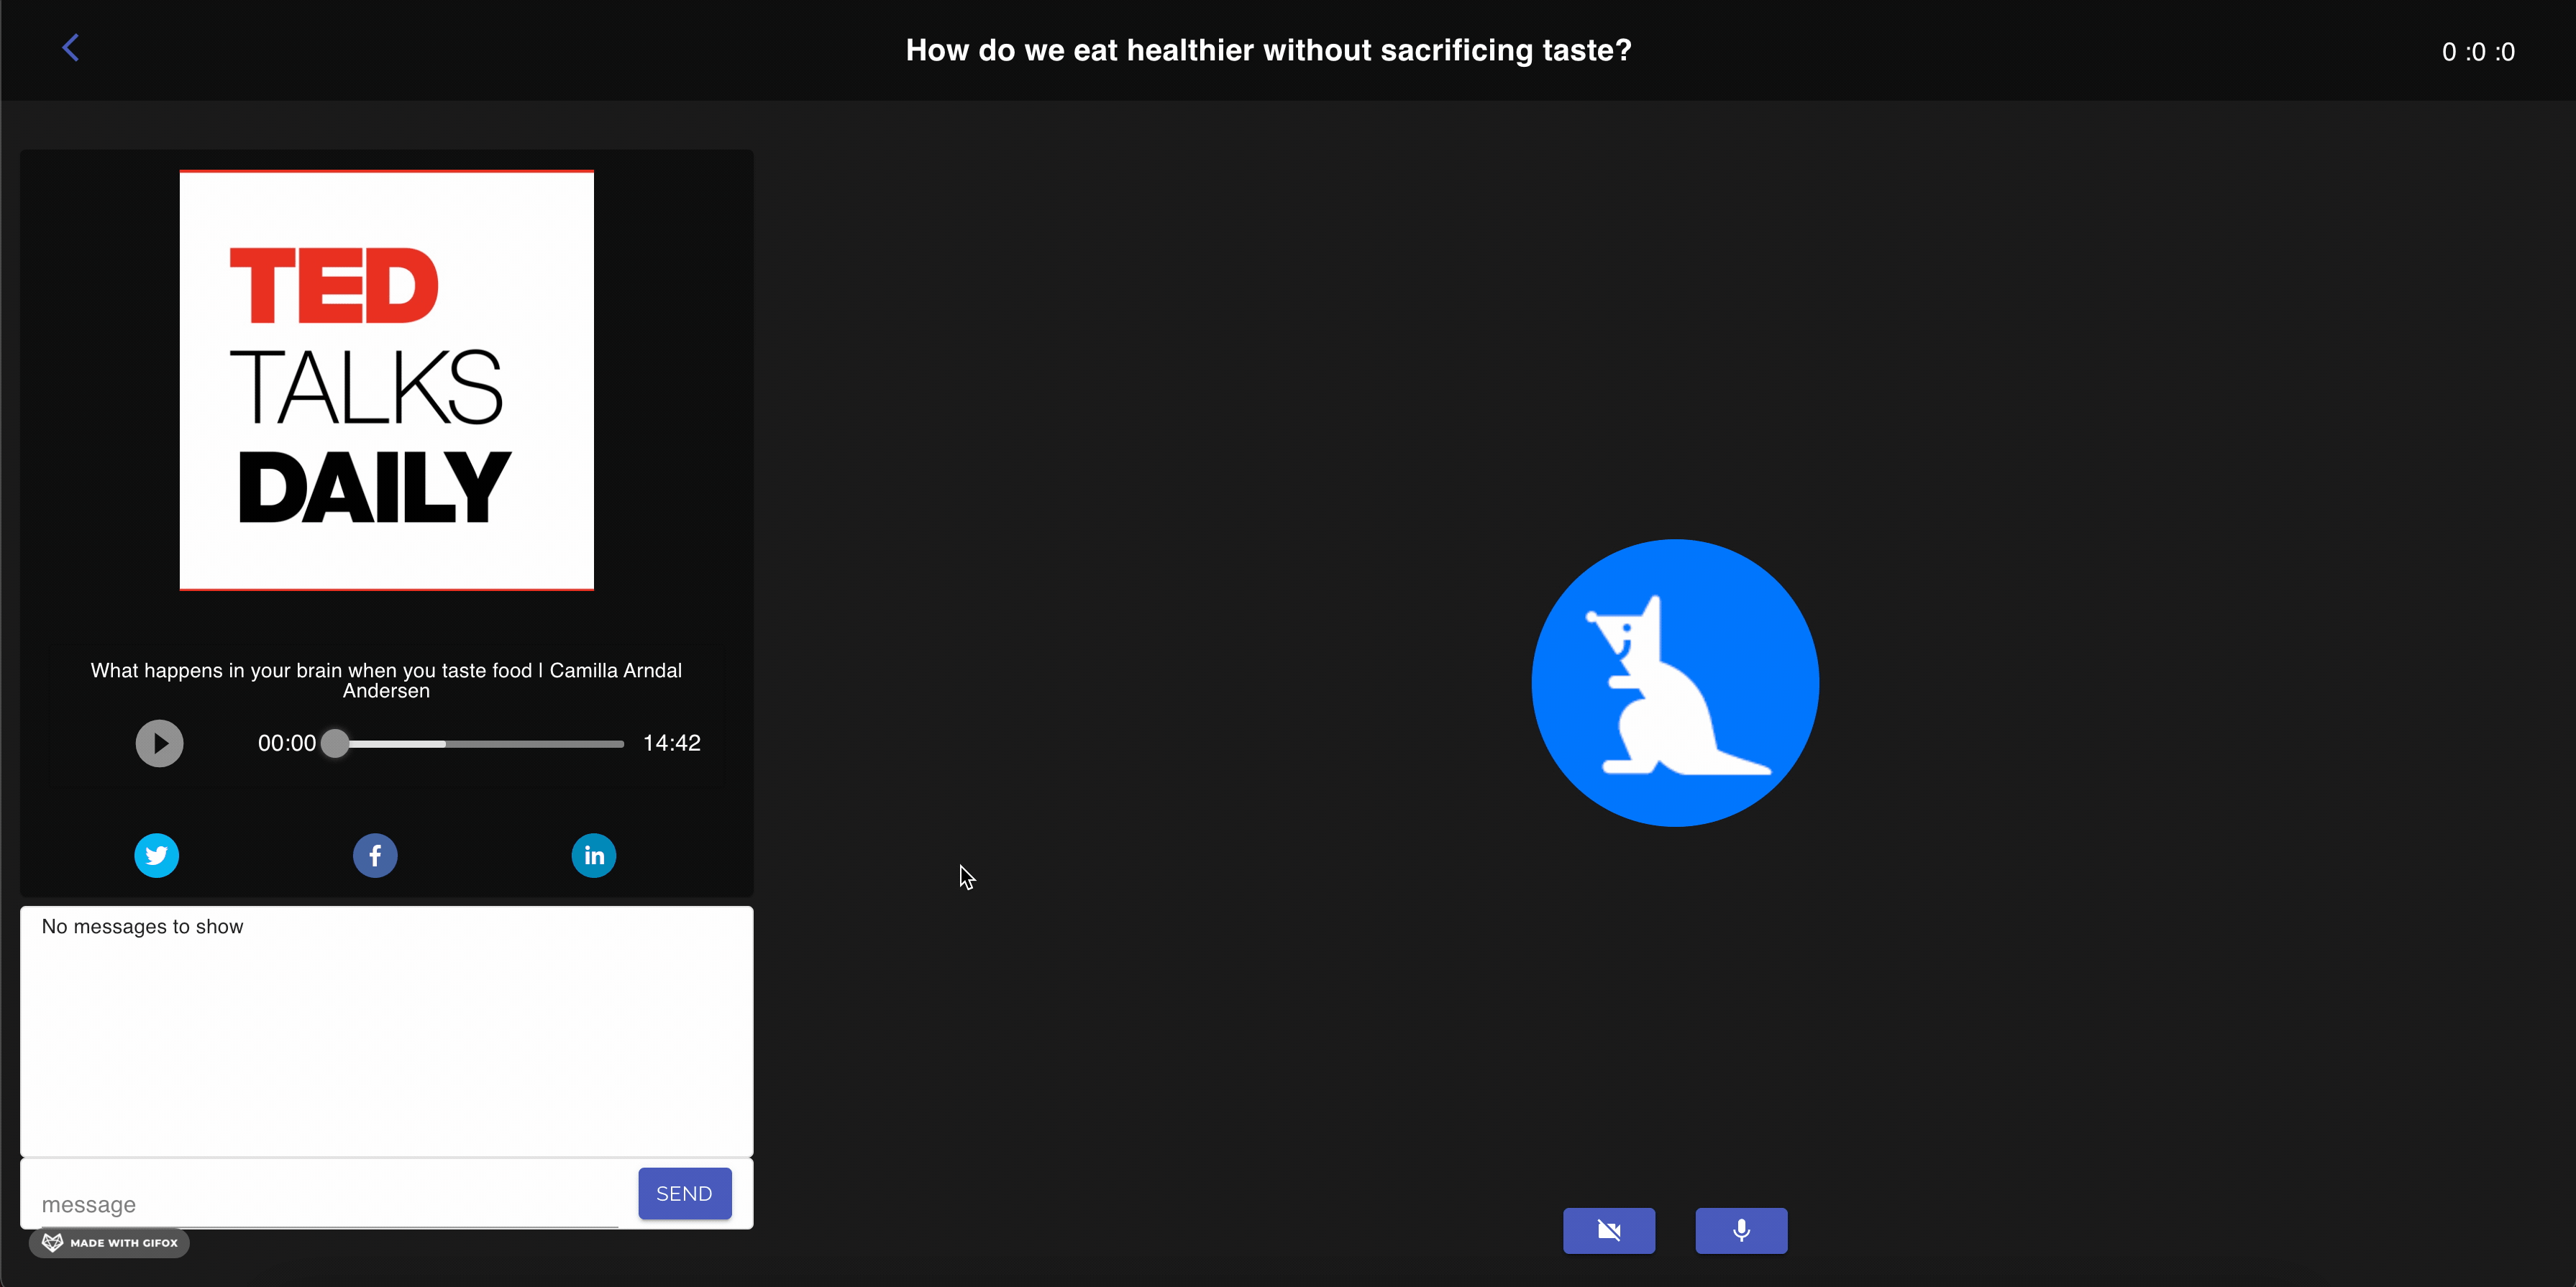 How do we eat healthier without sacrificing taste?
0 :0 :0
TED
TALKS
DAILY
What happens in your brain when you taste food | Camilla Arndal
Andersen
00:00
14:42
f
in
No messages to show
message
SEND
MADE WITH GIFOX